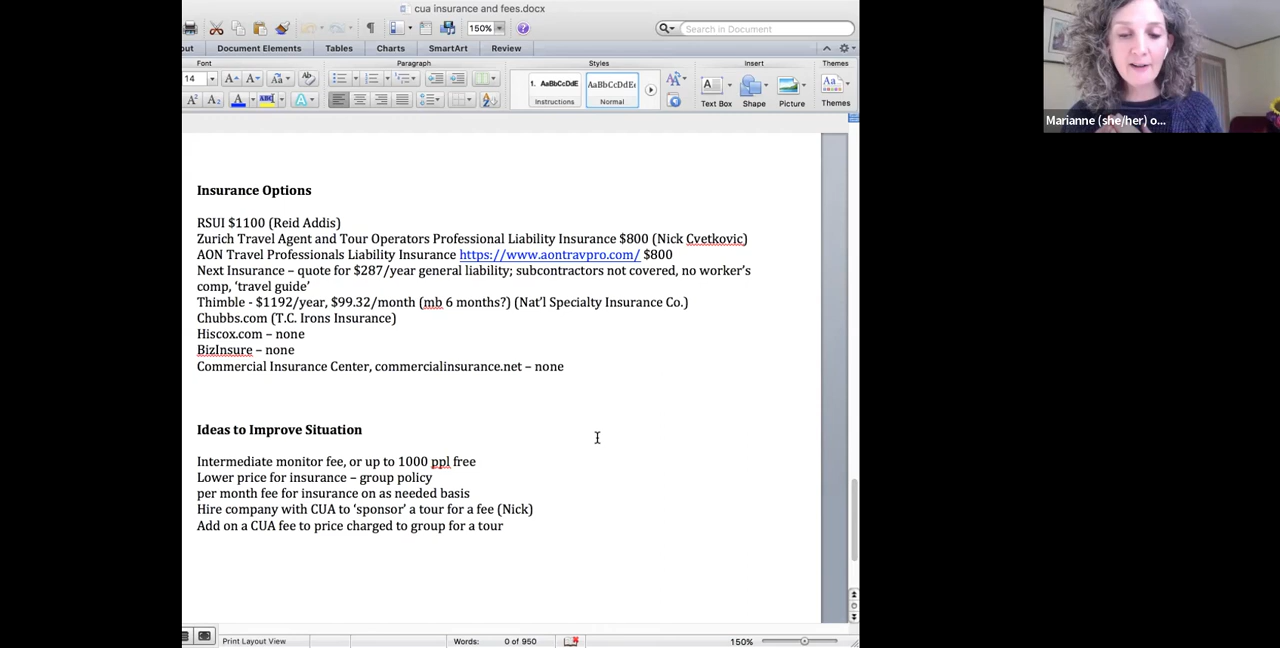 cua insurance and fees.docx
150%
Search in Document
out
Document Elements
Tables
Charts
SmartArt
Review
Font
Paragraph
Styles
Insert
Themes
14
1. AaBbCcDdE
AaBbCcDdEe
Instructions
Normal
Text Box
Shape
Picture
Themes
Marianne (she/her) o...
Insurance Options
RSUI $1100 (Reid Addis)
Zurich Travel Agent and Tour Operators Professional Liability Insurance $800 (Nick Cvetkovic)
AON Travel Professionals Liability Insurance https://www.aontravpro.com/ $800
Next Insurance – quote for $287/year general liability; subcontractors not covered, no worker's
comp, 'travel guide'
Thimble - $1192/year, $99.32/month (mb 6 months?) (Nat'l Specialty Insurance Co.)
Chubbs.com (T.C. Irons Insurance)
Hiscox.com – none
BizInsure – none
Commercial Insurance Center, commercialinsurance.net – none
Ideas to Improve Situation
Intermediate monitor fee, or up to 1000 ppl free
Lower price for insurance – group policy
per month fee for insurance on as needed basis
Hire company with CUA to 'sponsor' a tour for a fee (Nick)
Add on a CUA fee to price charged to group for a tour
Print Layout View
Words:
0 of 950
150%